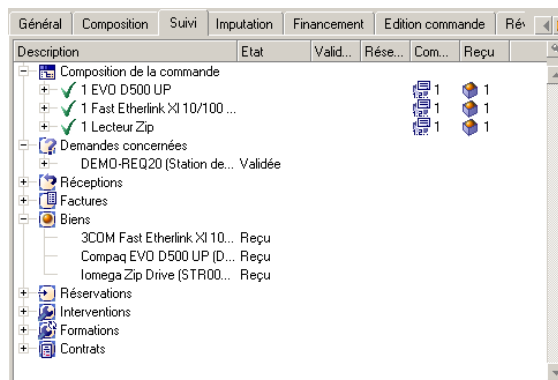 Général Composition Suivi Imputation Financement Edition commande Rés
Description Etat Valid... Rése... Com... Reçu
Composition de la commande
1 EVO D500 UP 1 1
1 Fast Etherlink XI 10/100 ... 1 1
1 Lecteur Zip 1 1
Demandes concernées
DEMO-REQ20 (Station de... Validée
Réceptions
Factures
Biens
3COM Fast Etherlink XI 10... Reçu
Compaq EVO D500 UP (D... Reçu
Iomega Zip Drive (STR00... Reçu
Réservations
Interventions
Formations
Contrats